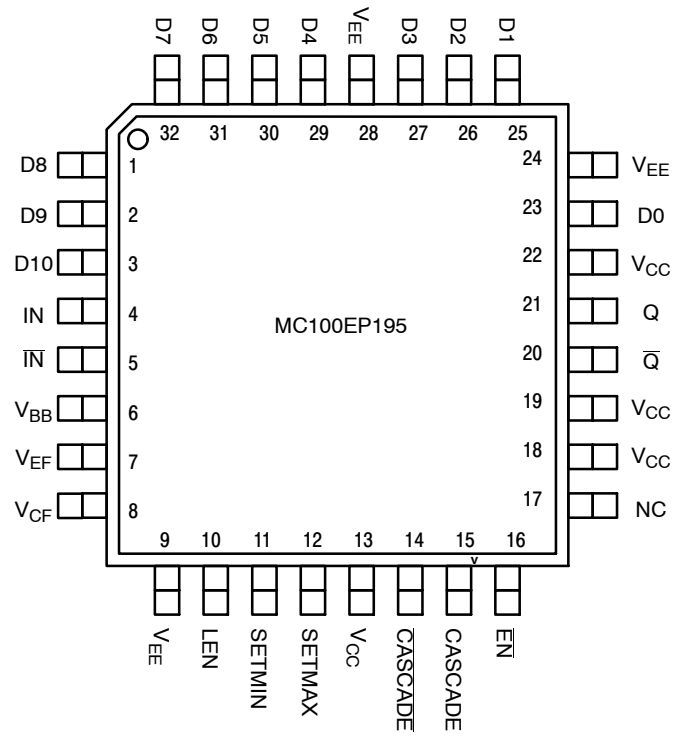 D7 D6 D5 D4 VEE D3 D2 D1
32 31 30 29 28 27 26 25
D8 1 24 VEE
D9 2 23 D0
D10 3 22 VCC
IN 4 21 Q
I̅N̅ 5 20 Q̅
MC100EP195
VBB 6 19 VCC
VEF 7 18 VCC
VCF 8 17 NC
9 10 11 12 13 14 15 16
v
VEE LEN SETMIN SETMAX VCC C̅A̅S̅C̅A̅D̅E̅ CASCADE E̅N̅